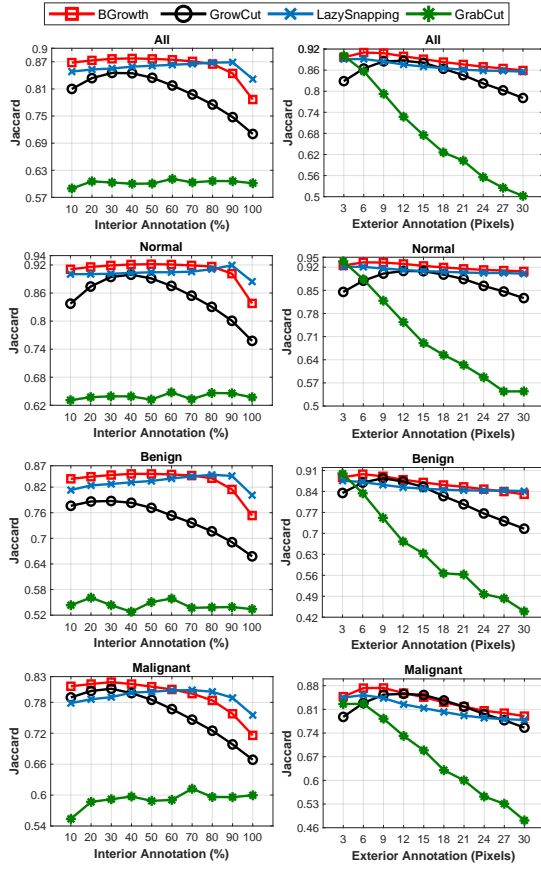 BGrowth GrowCut LazySnapping GrabCut
All
0.9
0.87
0.81
0.75
0.69
0.63
0.57
Jaccard
10 20 30 40 50 60 70 80 90 100
Interior Annotation (%)
All
0.92
0.86
0.8
0.74
0.68
0.62
0.56
0.5
Jaccard
3 6 9 12 15 18 21 24 27 30
Exterior Annotation (Pixels)
Normal
0.94
0.92
0.86
0.8
0.74
0.68
0.62
Jaccard
10 20 30 40 50 60 70 80 90 100
Interior Annotation (%)
Normal
0.95
0.92
0.85
0.78
0.71
0.64
0.57
0.5
Jaccard
3 6 9 12 15 18 21 24 27 30
Exterior Annotation (Pixels)
Benign
0.87
0.82
0.76
0.7
0.64
0.58
0.52
Jaccard
10 20 30 40 50 60 70 80 90 100
Interior Annotation (%)
Benign
0.91
0.84
0.77
0.7
0.63
0.56
0.49
0.42
Jaccard
3 6 9 12 15 18 21 24 27 30
Exterior Annotation (Pixels)
Malignant
0.83
0.78
0.72
0.66
0.6
0.54
Jaccard
10 20 30 40 50 60 70 80 90 100
Interior Annotation (%)
Malignant
0.88
0.81
0.74
0.67
0.6
0.53
0.46
Jaccard
3 6 9 12 15 18 21 24 27 30
Exterior Annotation (Pixels)